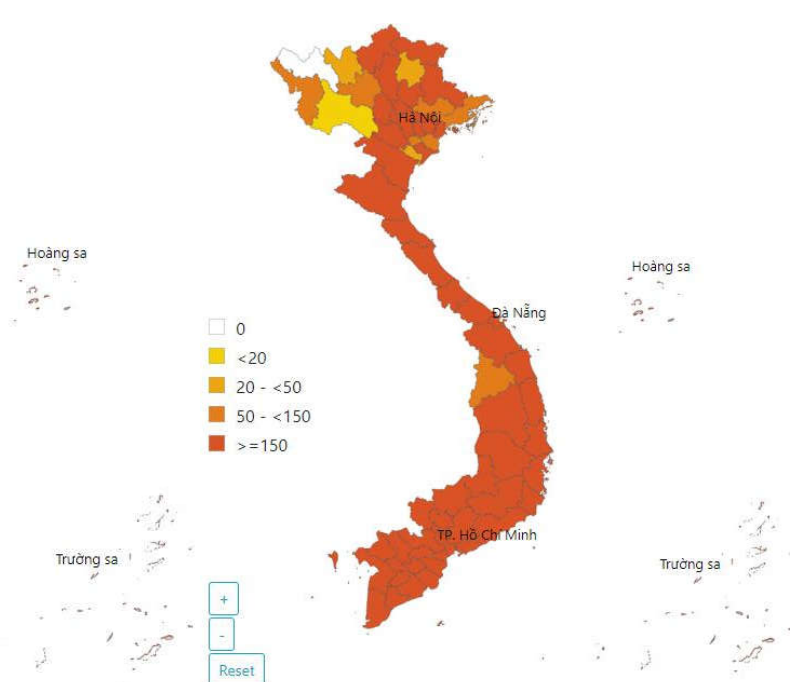 Hà Nội
Hoàng sa
Hoàng sa
Đà Nẵng
0
<20
20 - <50
50 - <150
>=150
TP. Hồ Chí Minh
Trường sa
Trường sa
+
-
Reset